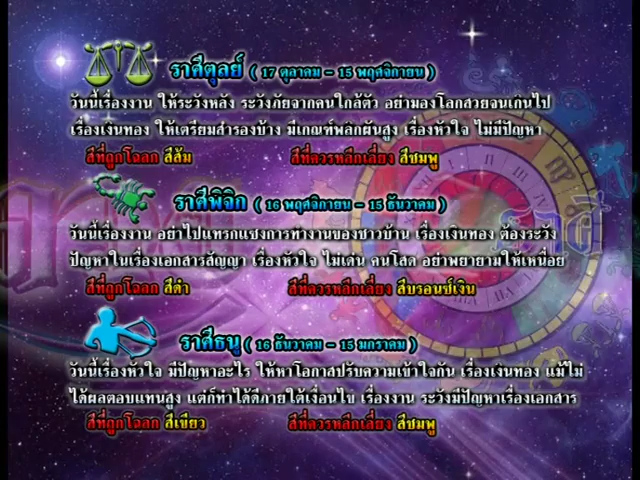 ราศีตุลย์ ( 17 ตุลาคม – 15 พฤศจิกายน )
วันนี้เรื่องงาน ให้ระวังหลัง ระวังภัยจากคนใกล้ตัว อย่ามองโลกสวยจนเกินไป
เรื่องเงินทอง ให้เตรียมสำรองบ้าง มีเกณฑ์พลิกผันสูง เรื่องหัวใจ ไม่มีปัญหา
สีที่ถูกโฉลก สีส้ม สีที่ควรหลีกเลี่ยง สีชมพู
ราศีพิจิก ( 16 พฤศจิกายน – 15 ธันวาคม )
วันนี้เรื่องงาน อย่าไปแทรกแซงการทำงานของชาวบ้าน เรื่องเงินทอง ต้องระวัง
ปัญหาในเรื่องเอกสารสัญญา เรื่องหัวใจ ไม่เด่น คนโสด อย่าพยายามให้เหนื่อย
สีที่ถูกโฉลก สีดำ สีที่ควรหลีกเลี่ยง สีบรอนซ์เงิน
ราศีธนู ( 16 ธันวาคม – 15 มกราคม )
วันนี้เรื่องหัวใจ มีปัญหาอะไร ให้หาโอกาสปรับความเข้าใจกัน เรื่องเงินทอง แม้ไม่
ได้ผลตอบแทนสูง แต่ก็ทำได้ดีภายใต้เงื่อนไข เรื่องงาน ระวังมีปัญหาเรื่องเอกสาร
สีที่ถูกโฉลก สีเขียว สีที่ควรหลีกเลี่ยง สีชมพู